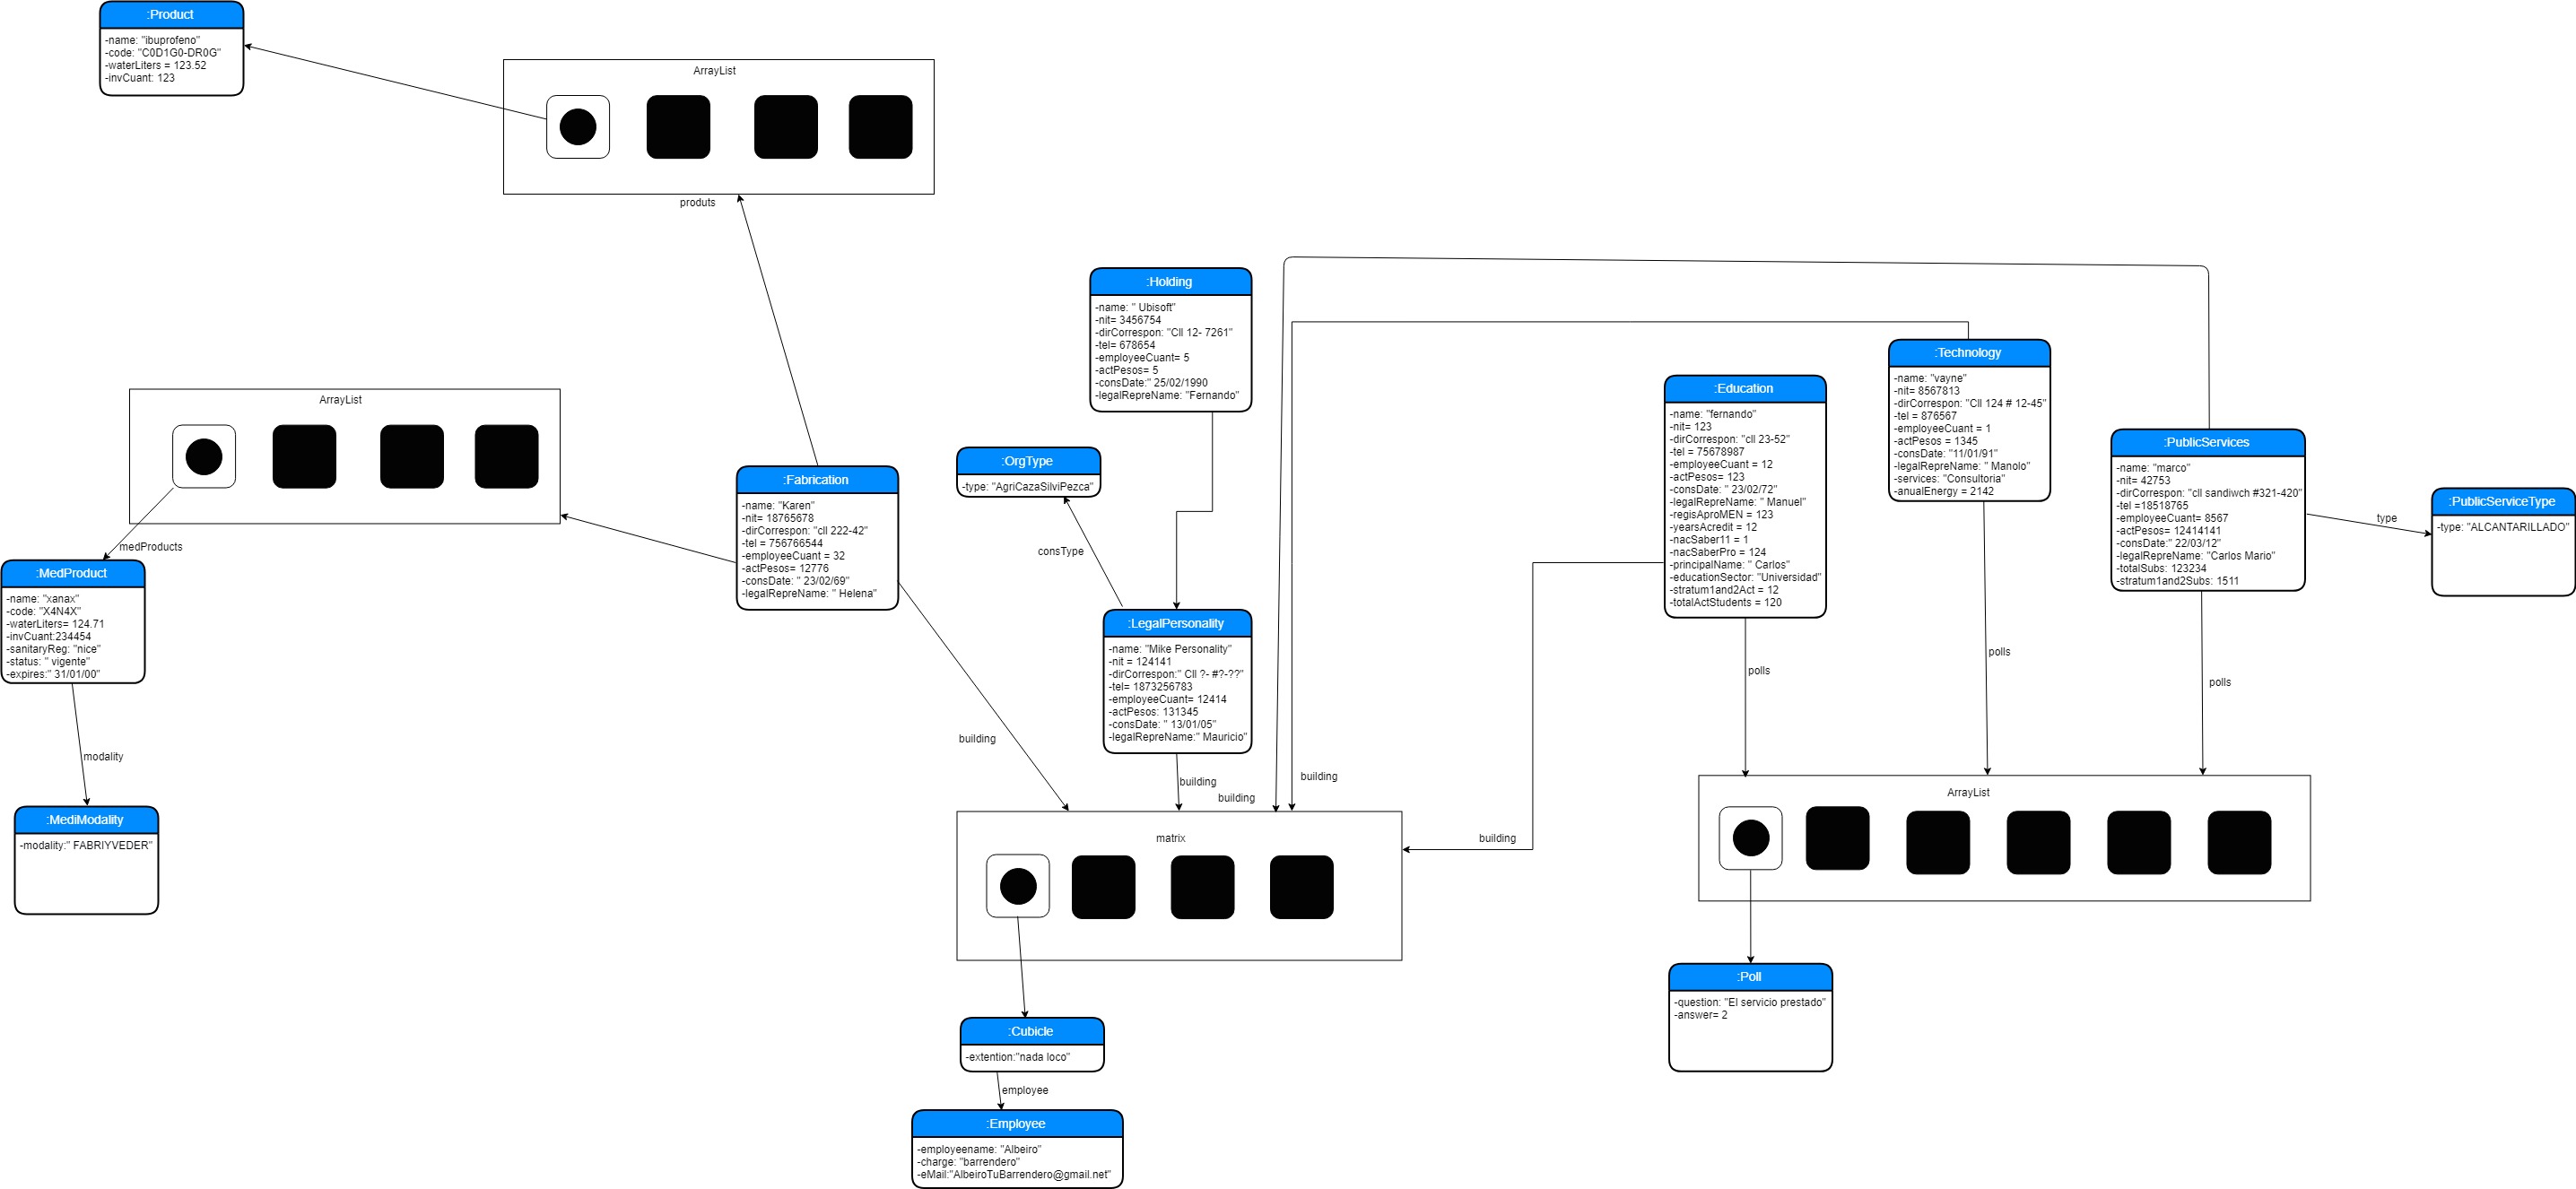 :Product
-name: "ibuprofeno"
-code: "C0D1G0-DR0G"
-waterLiters = 123.52
-invCuant: 123
ArrayList
produts
:Holding
-name: " Ubisoft"
-nit= 3456754
-dirCorrespon: "Cll 12- 7261"
-tel= 678654
-employeeCuant= 5
-actPesos= 5
-consDate:" 25/02/1990
-legalRepreName: "Fernando"
:Technology
-name: "vayne"
-nit= 8567813
-dirCorrespon: "Cll 124 # 12-45"
-tel = 876567
-employeeCuant = 1
-actPesos = 1345
-consDate: "11/01/91"
-legalRepreName: " Manolo"
-services: "Consultoria"
-anualEnergy = 2142
:Education
-name: "fernando"
-nit= 123
-dirCorrespon: "cll 23-52"
-tel = 75678987
-employeeCuant = 12
-actPesos= 123
-consDate: " 23/02/72"
-legalRepreName: " Manuel"
-regisAproMEN = 123
-yearsAcredit = 12
-nacSaber11 = 1
-nacSaberPro = 124
-principalName: " Carlos"
-educationSector: "Universidad"
-stratum1and2Act = 12
-totalActStudents = 120
ArrayList
:PublicServices
-name: "marco"
-nit= 42753
-dirCorrespon: "cll sandiwch #321-420"
-tel =18518765
-employeeCuant= 8567
-actPesos= 12414141
-consDate:" 22/03/12"
-legalRepreName: "Carlos Mario"
-totalSubs: 123234
-stratum1and2Subs: 1511
type
:PublicServiceType
-type: "ALCANTARILLADO"
:OrgType
-type: "AgriCazaSilviPezca"
consType
:Fabrication
-name: "Karen"
-nit= 18765678
-dirCorrespon: "cll 222-42"
-tel = 756766544
-employeeCuant = 32
-actPesos= 12776
-consDate: " 23/02/69"
-legalRepreName: " Helena"
medProducts
:MedProduct
-name: "xanax"
-code: "X4N4X"
-waterLiters= 124.71
-invCuant:234454
-sanitaryReg: "nice"
-status: " vigente"
-expires:" 31/01/00"
:LegalPersonality
-name: "Mike Personality"
-nit = 124141
-dirCorrespon:" Cll ?- #?-??"
-tel= 1873256783
-employeeCuant= 12414
-actPesos: 131345
-consDate: " 13/01/05"
-legalRepreName:" Mauricio"
polls
polls
polls
building
modality
building
building
building
building
:MediModality
-modality:" FABRIYVEDER"
matrix
ArrayList
:Poll
-question: "El servicio prestado"
-answer= 2
:Cubicle
-extention:"nada loco"
employee
:Employee
-employeename: "Albeiro"
-charge: "barrendero"
-eMail:"AlbeiroTuBarrendero@gmail.net"